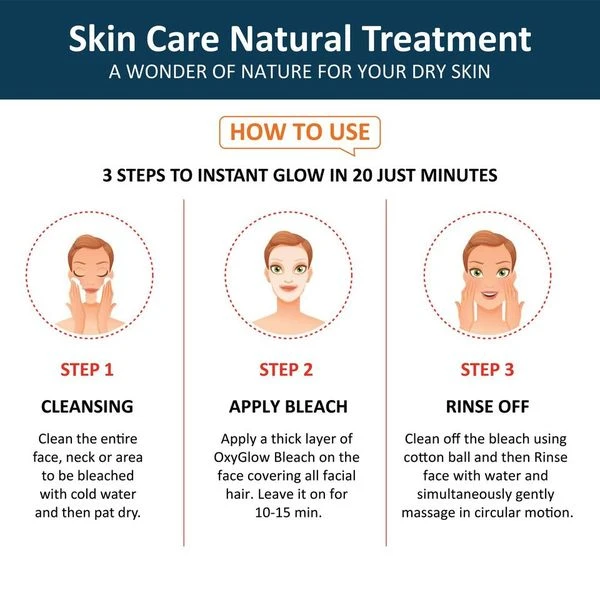 Skin Care Natural Treatment
A WONDER OF NATURE FOR YOUR DRY SKIN
HOW TO USE
3 STEPS TO INSTANT GLOW IN 20 JUST MINUTES
STEP 1
CLEANSING
Clean the entire
face, neck or area
to be bleached
with cold water
and then pat dry.
STEP 2
APPLY BLEACH
Apply a thick layer of
OxyGlow Bleach on the
face covering all facial
hair. Leave it on for
10-15 min.
STEP 3
RINSE OFF
Clean off the bleach using
cotton ball and then Rinse
face with water and
simultaneously gently
massage in circular motion.